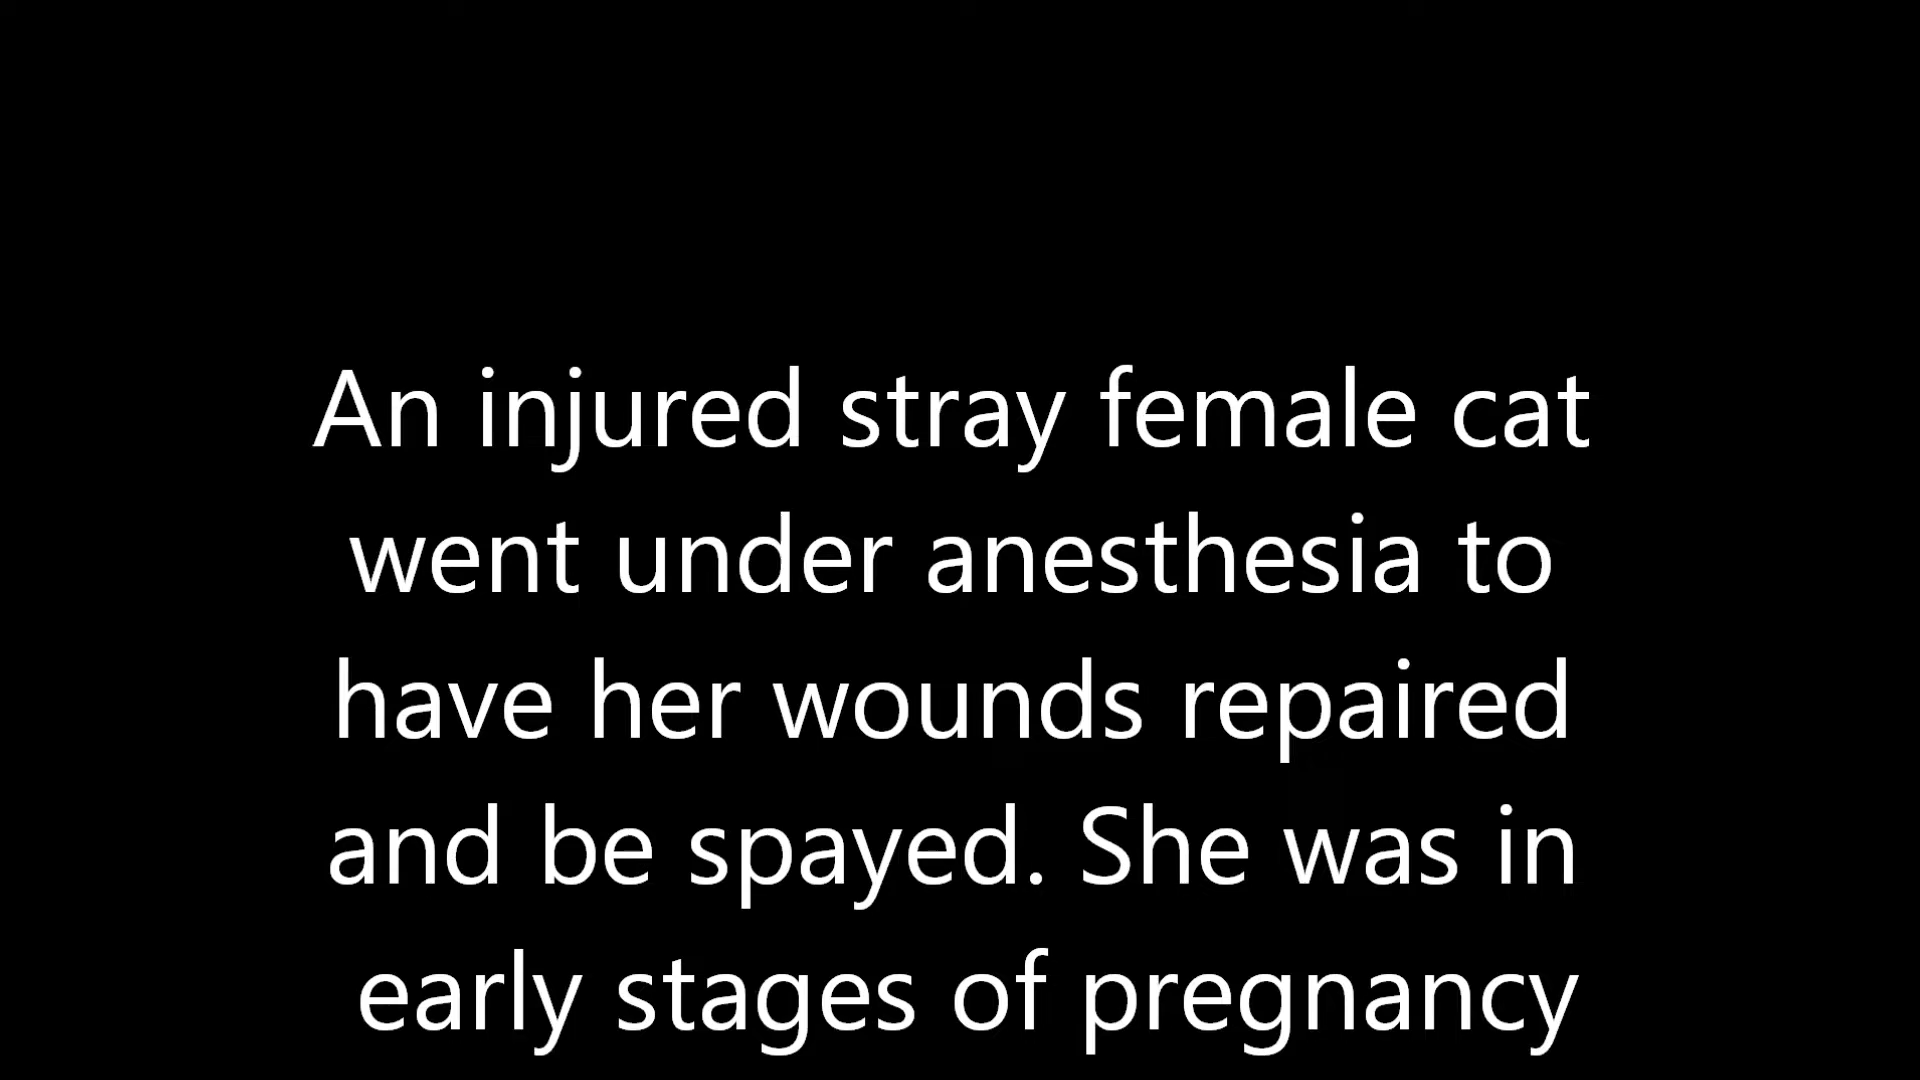 An injured stray female cat
went under anesthesia to
have her wounds repaired
and be spayed. She was in
early stages of pregnancy